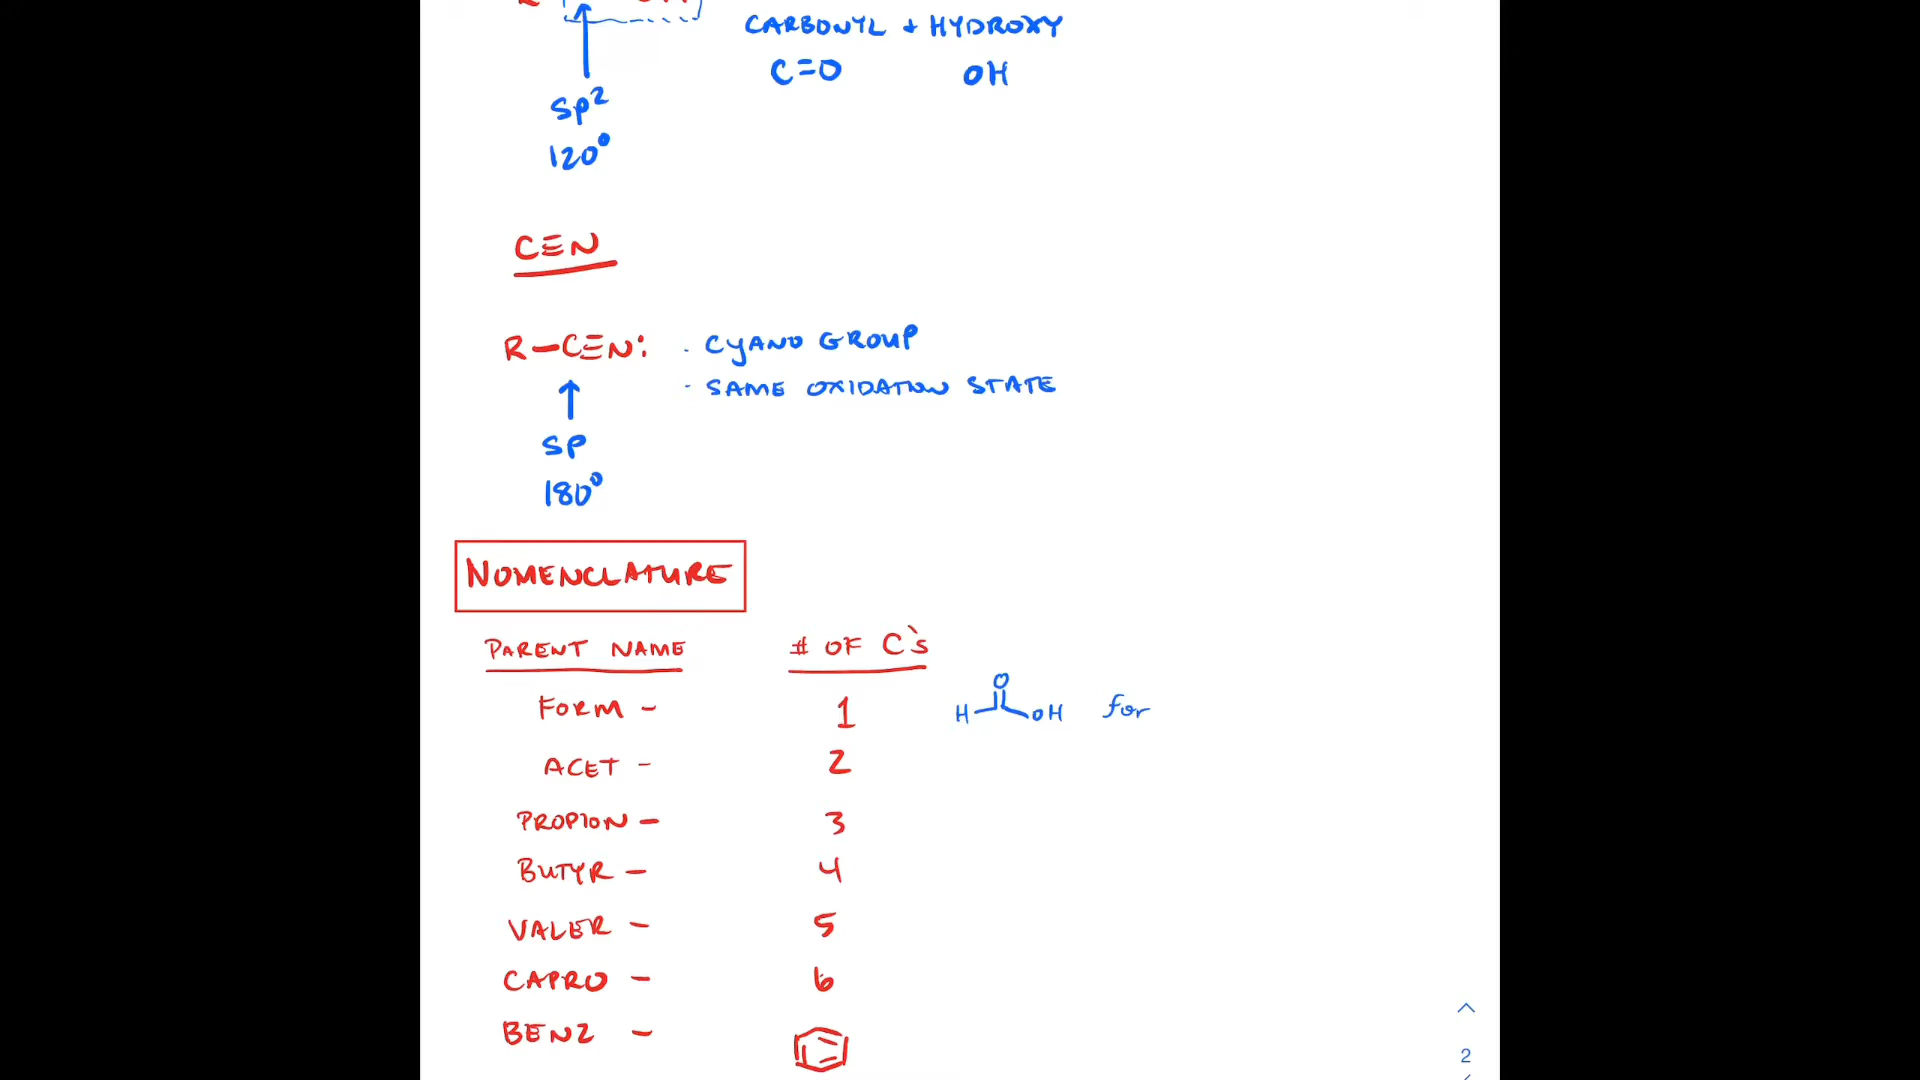 CARBONYL + HYDROXY
C=O OH
SP²
120°
C≡N
R-C≡N: · CYANO GROUP
· SAME OXIDATION STATE
SP
180°
NOMENCLATURE
PARENT NAME # OF C's
FORM - 1 H O OH for
ACET - 2
PROPION - 3
BUTYR - 4
VALER - 5
CAPRO - 6
BENZ -
2